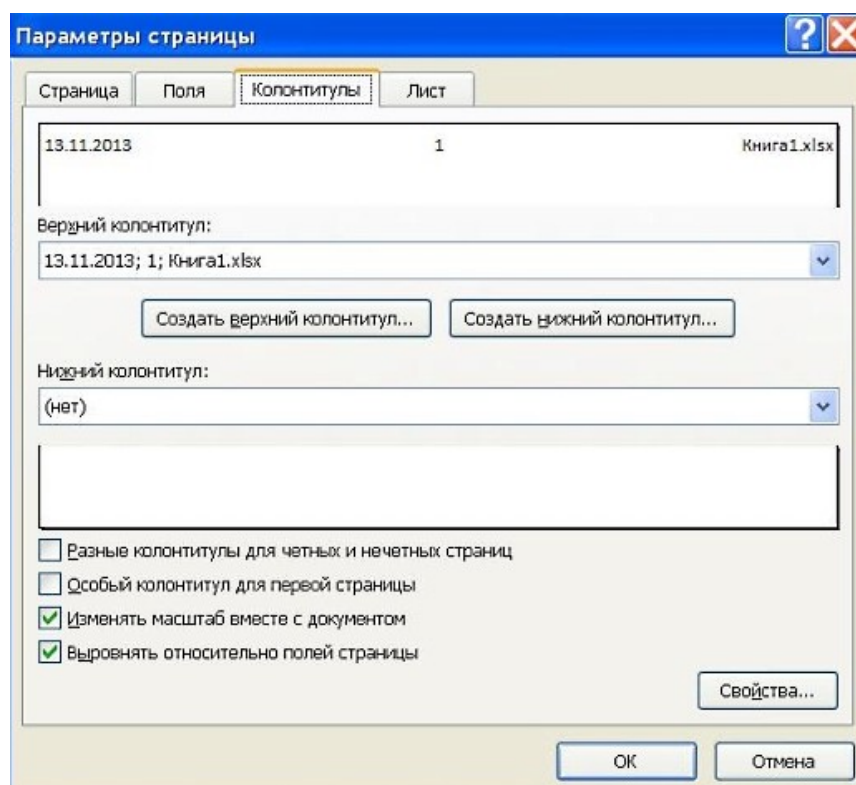 Параметры страницы
Страница Поля Колонтитулы Лист
13.11.2013 1 Книга1.xlsx
Верхний колонтитул:
13.11.2013; 1; Книга1.xlsx
Создать верхний колонтитул... Создать нижний колонтитул...
Нижний колонтитул:
(нет)
Разные колонтитулы для четных и нечетных страниц
Особый колонтитул для первой страницы
Изменять масштаб вместе с документом
Выровнять относительно полей страницы
Свойства...
ОК Отмена